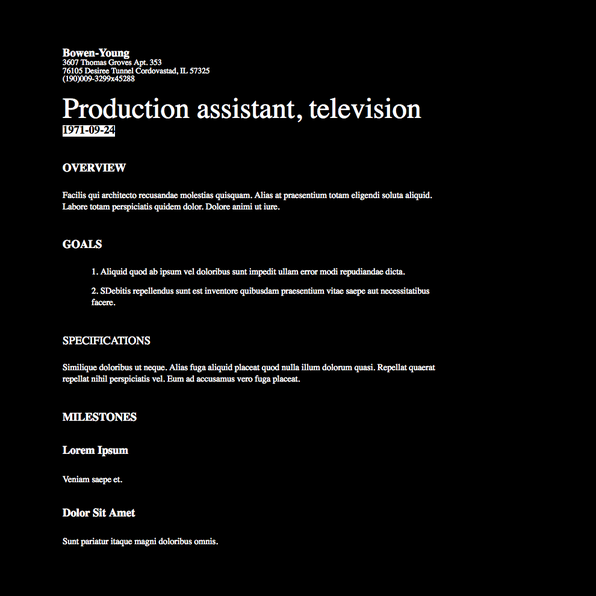 Bowen-Young
3607 Thomas Groves Apt. 353
76105 Desiree Tunnel Cordovastad, IL 57325
(190)009-3299x45288
Production assistant, television
1971-09-24
OVERVIEW
Facilis qui architecto recusandae molestias quisquam. Alias at praesentium totam eligendi soluta aliquid.
Labore totam perspiciatis quidem dolor. Dolore animi ut iure.
GOALS
1. Aliquid quod ab ipsum vel doloribus sunt impedit ullam error modi repudiandae dicta.
2. SDebitis repellendus sunt est inventore quibusdam praesentium vitae saepe aut necessitatibus
facere.
SPECIFICATIONS
Similique doloribus ut neque. Alias fuga aliquid placeat quod nulla illum dolorum quasi. Repellat quaerat
repellat nihil perspiciatis vel. Eum ad accusamus vero fuga placeat.
MILESTONES
Lorem Ipsum
Veniam saepe et.
Dolor Sit Amet
Sunt pariatur itaque magni doloribus omnis.